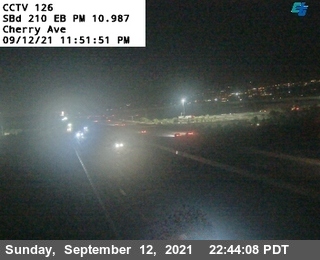 CCTV 126
SBd 210 EB PM 10.987
Cherry Ave
09/12/21 11:51:51 PM
Sunday, September 12, 2021 22:44:08 PDT